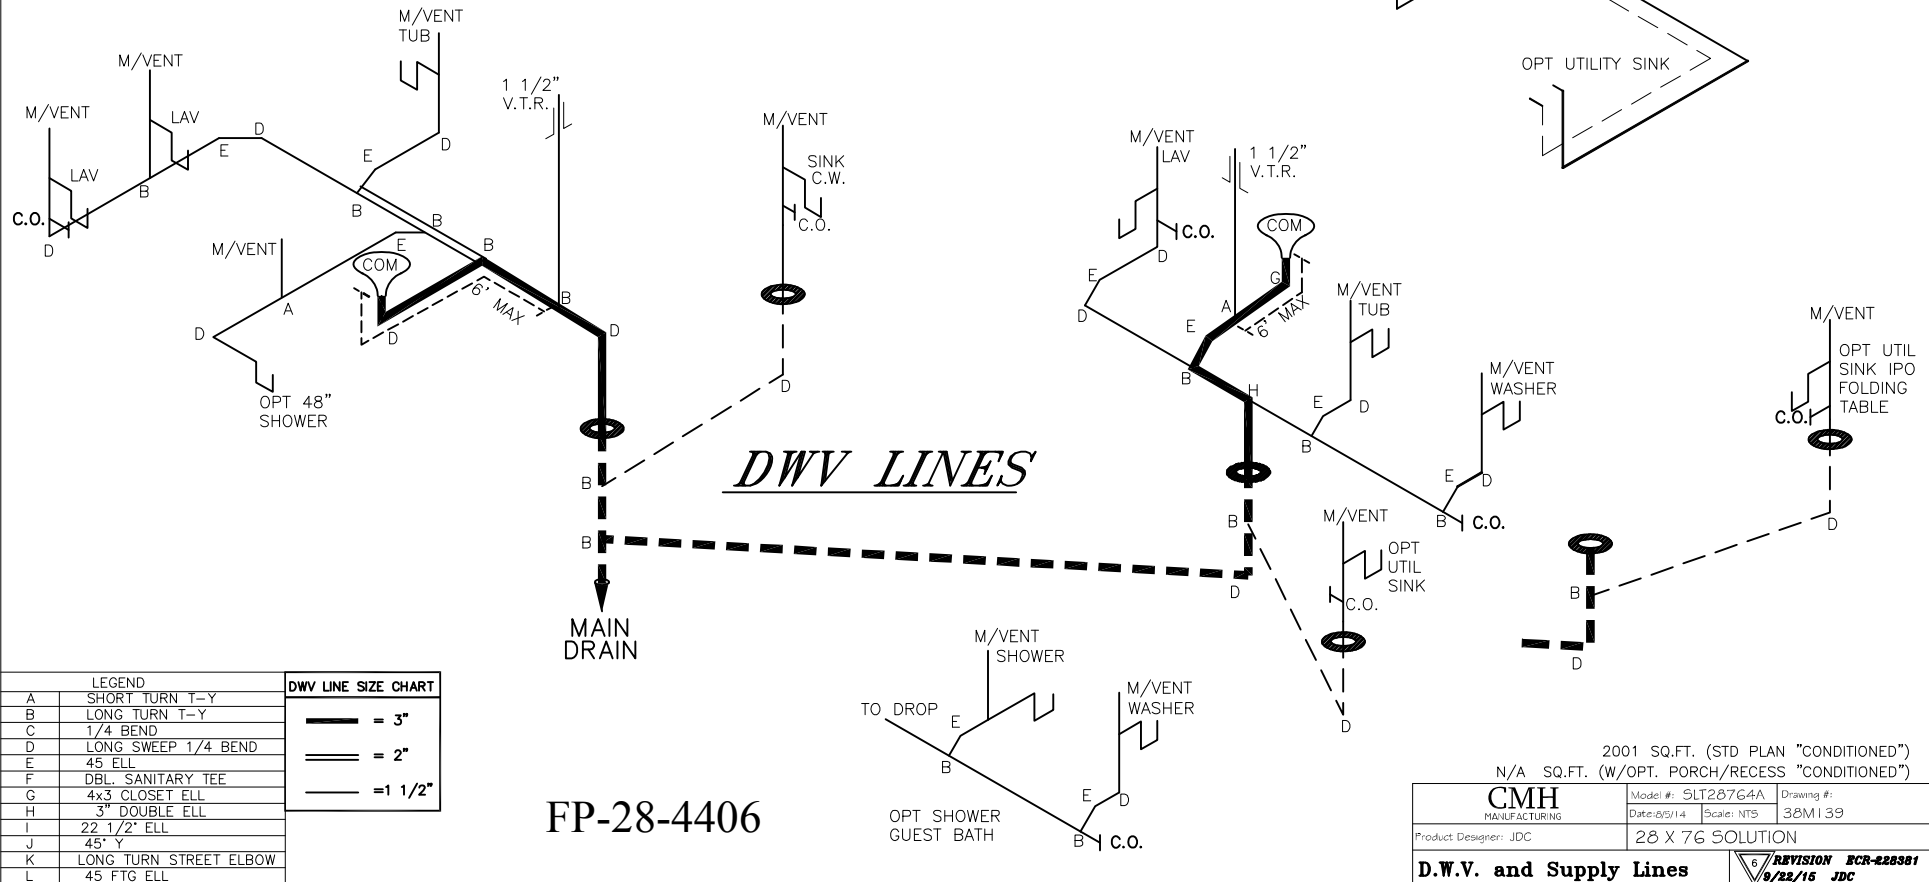 M/VENT
TUB
M/VENT
LAV
M/VENT
LAV
C.O.
D
B
E
D
E
D
B
1 1/2"
V.T.R.
B
B
E
M/VENT
COM
6' MAX
B
A
D
D
D
OPT 48"
SHOWER
M/VENT
SINK
C.W.
C.O.
D
B
B
MAIN
DRAIN
DWV LINES
OPT UTILITY SINK
M/VENT
LAV
C.O.
D
E
D
1 1/2"
V.T.R.
COM
G
A
6' MAX
E
B
H
M/VENT
TUB
E
D
B
M/VENT
WASHER
E
D
B
C.O.
B
D
M/VENT
OPT
UTIL
SINK
C.O.
D
M/VENT
OPT UTIL
SINK IPO
FOLDING
TABLE
C.O.
D
B
D
M/VENT
SHOWER
TO DROP
E
B
M/VENT
WASHER
E
D
B
C.O.
OPT SHOWER
GUEST BATH
LEGEND
A SHORT TURN T-Y
B LONG TURN T-Y
C 1/4 BEND
D LONG SWEEP 1/4 BEND
E 45 ELL
F DBL. SANITARY TEE
G 4x3 CLOSET ELL
H 3" DOUBLE ELL
I 22 1/2° ELL
J 45° Y
K LONG TURN STREET ELBOW
L 45 FTG ELL
DWV LINE SIZE CHART
= 3"
= 2"
=1 1/2"
FP-28-4406
2001 SQ.FT. (STD PLAN "CONDITIONED")
N/A SQ.FT. (W/OPT. PORCH/RECESS "CONDITIONED")
CMH
MANUFACTURING
Model #: SLT28764A
Drawing #:
38M139
Date:8/5/14
Scale: NTS
Product Designer: JDC
28 X 76 SOLUTION
D.W.V. and Supply Lines
6
REVISION ECR-228381
9/22/15 JDC